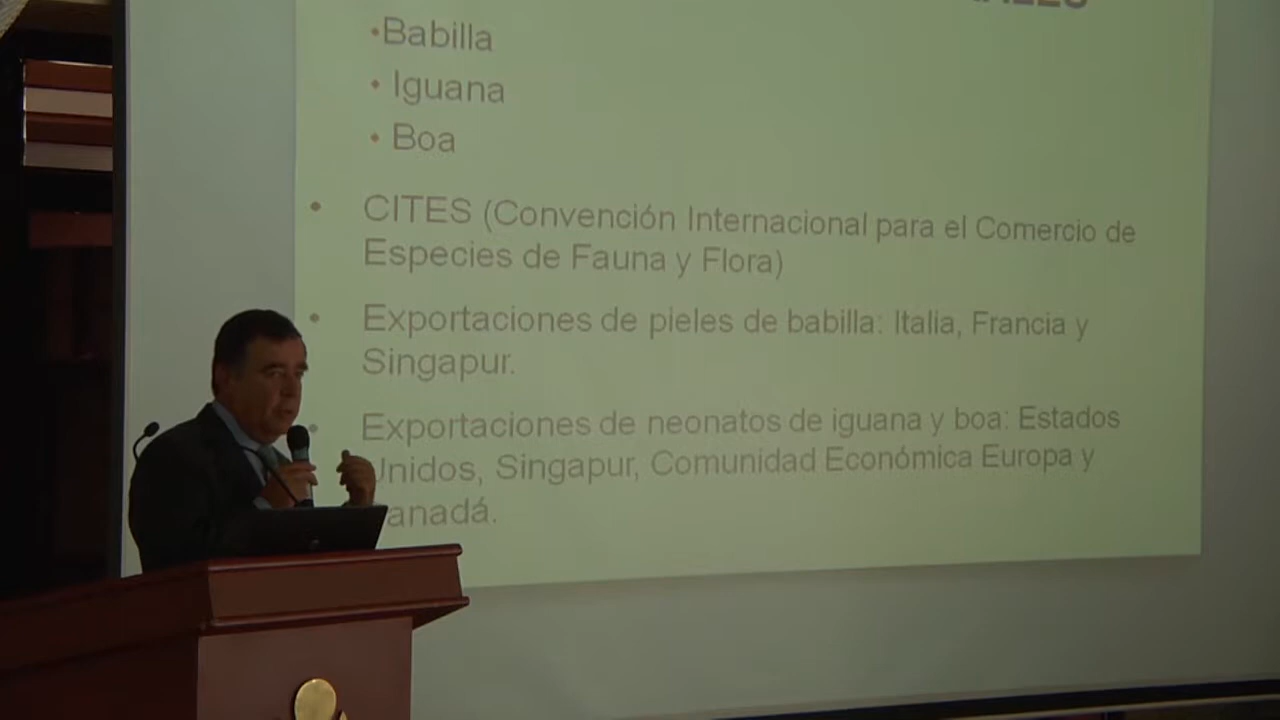 •Babilla
• Iguana
• Boa
• CITES (Convención Internacional para el Comercio de
Especies de Fauna y Flora)
• Exportaciones de pieles de babilla: Italia, Francia y
Singapur.
• Exportaciones de neonatos de iguana y boa: Estados
Unidos, Singapur, Comunidad Económica Europa y
anadá.